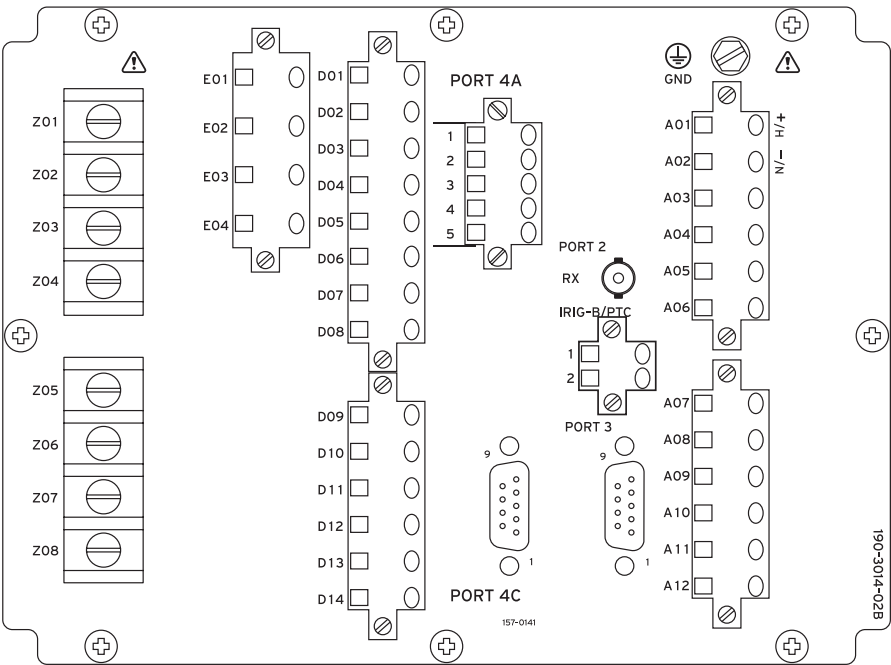 Z01
Z02
Z03
Z04
Z05
Z06
Z07
Z08
E01
E02
E03
E04
D01
D02
D03
D04
D05
D06
D07
D08
D09
D10
D11
D12
D13
D14
PORT 4A
1
2
3
4
5
PORT 2
RX
IRIG-B/PTC
1
2
PORT 3
9
1
9
1
PORT 4C
157-0141
GND
A01
A02
A03
A04
A05
A06
+/H
-/N
A07
A08
A09
A10
A11
A12
190-3014-02B